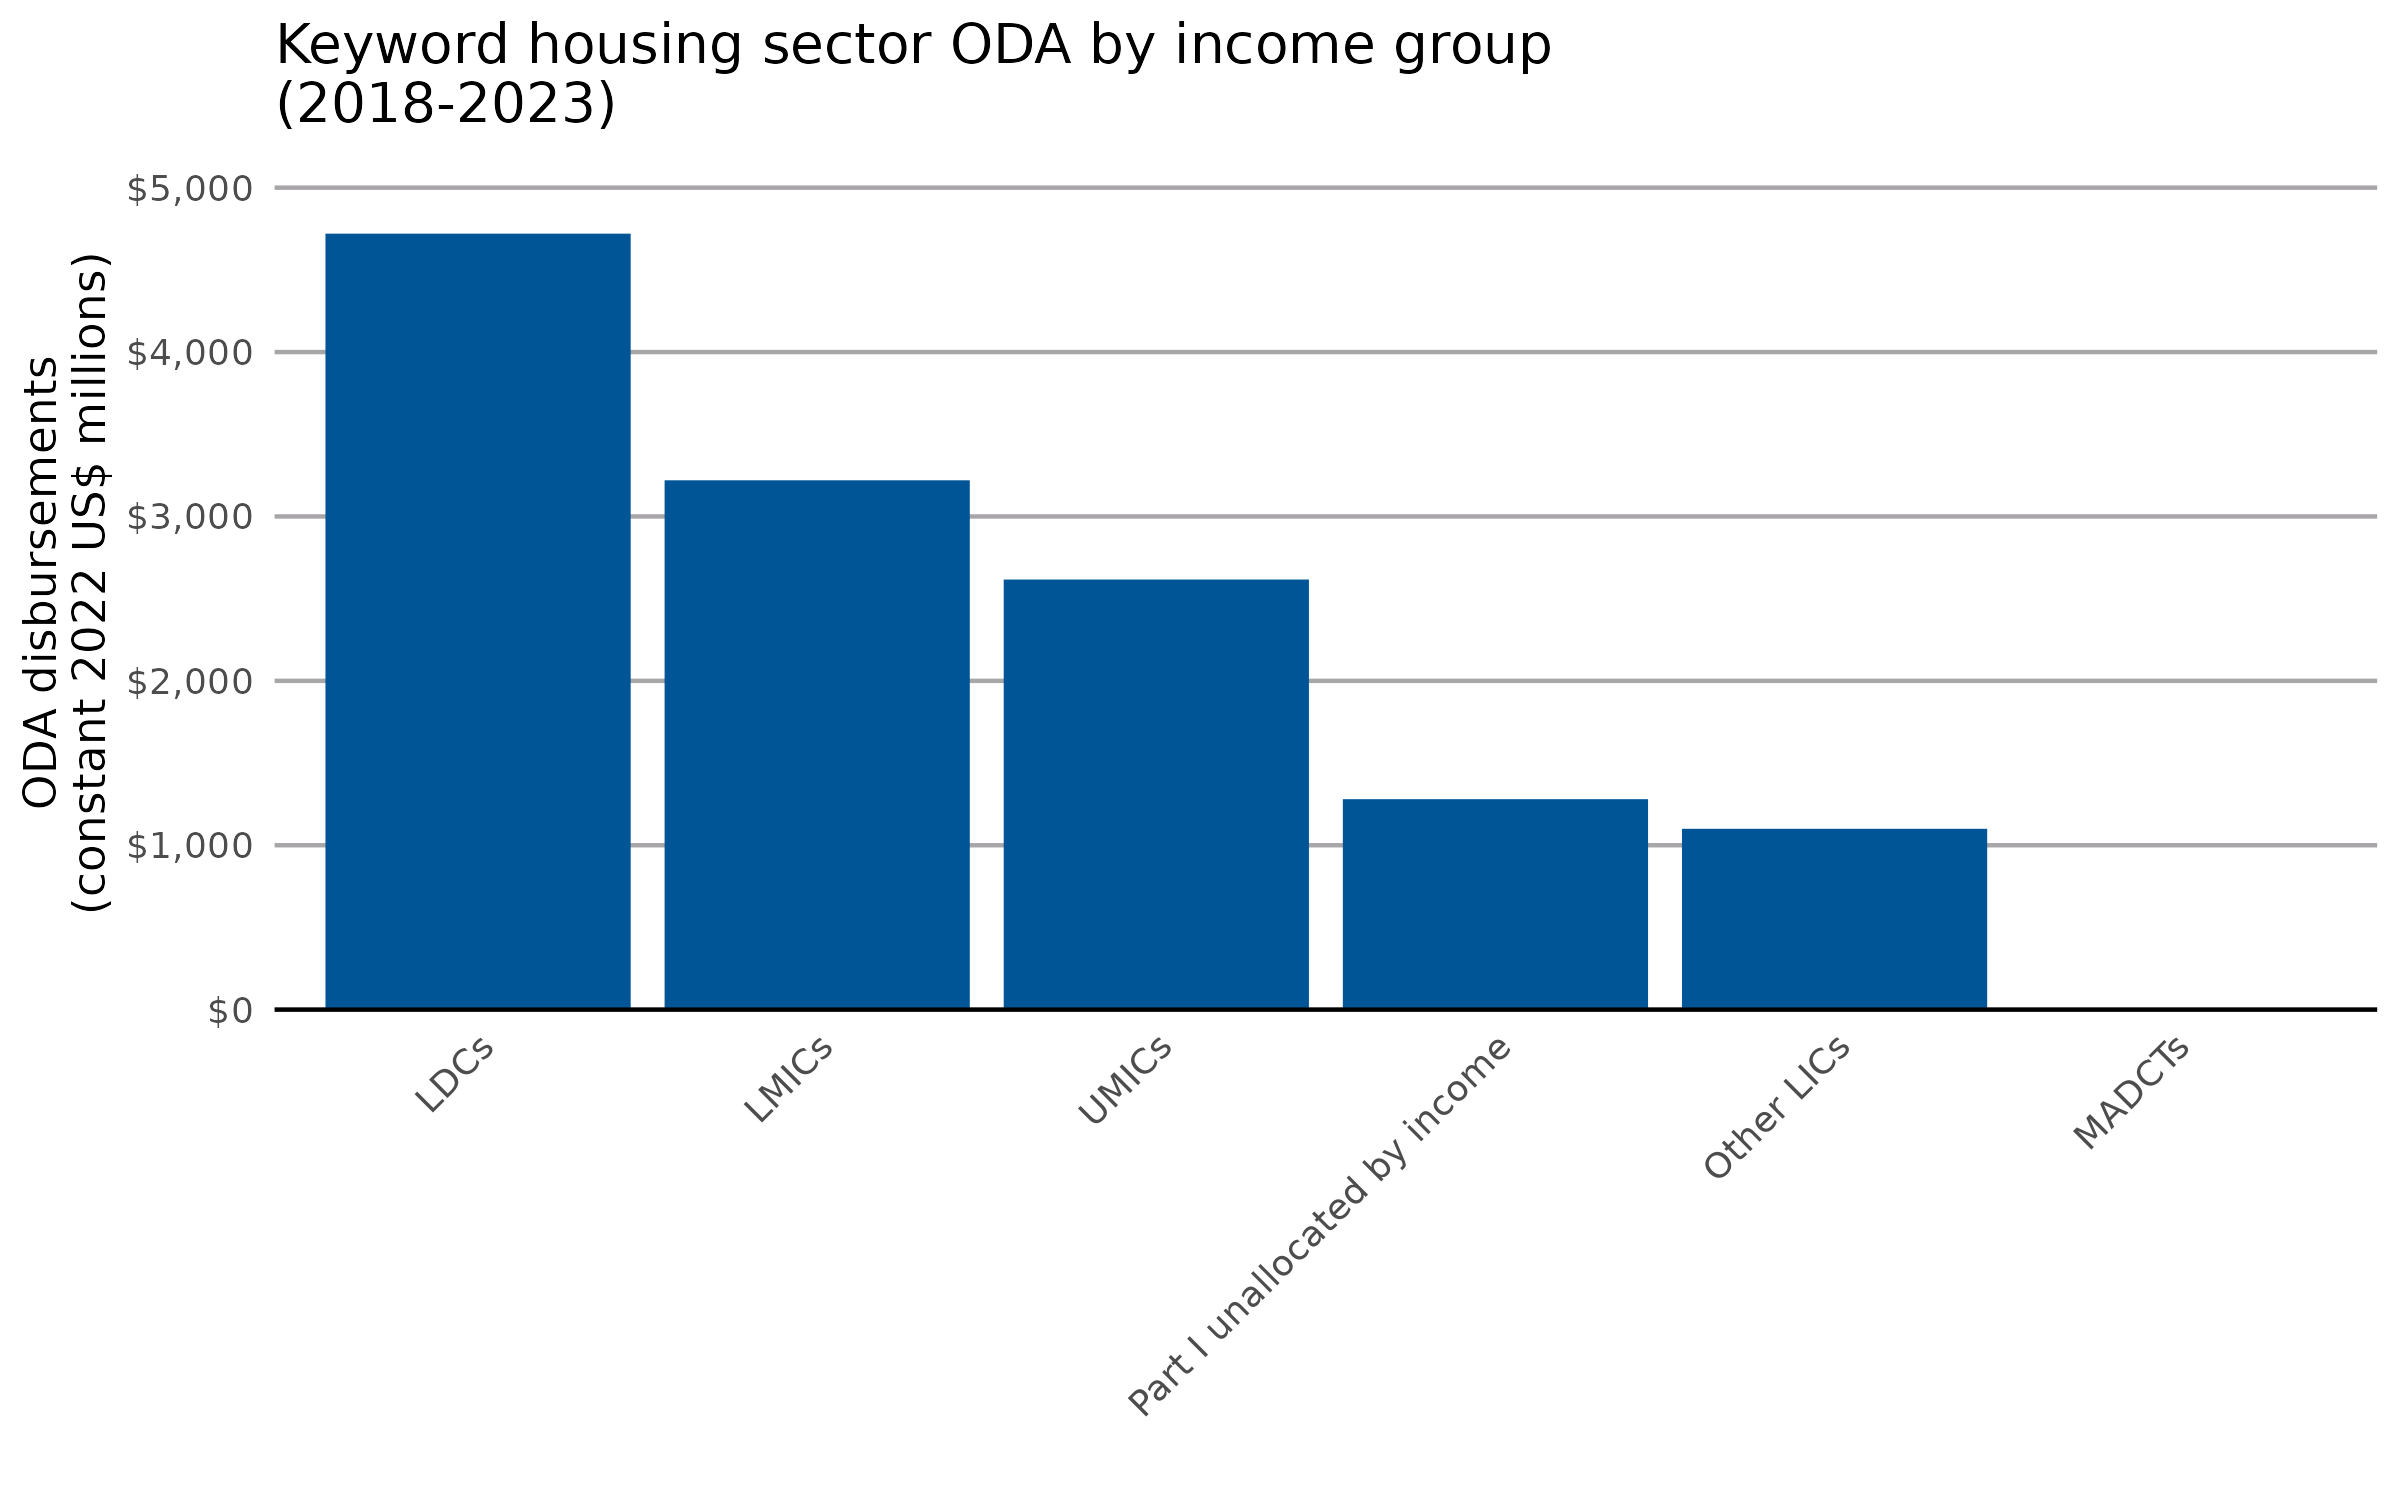 Keyword housing sector ODA by income group
(2018-2023)
ODA disbursements
(constant 2022 US$ millions)
$5,000
$4,000
$3,000
$2,000
$1,000
$0
LDCs
LMICs
UMICs
Part I unallocated by income
Other LICs
MADCTs